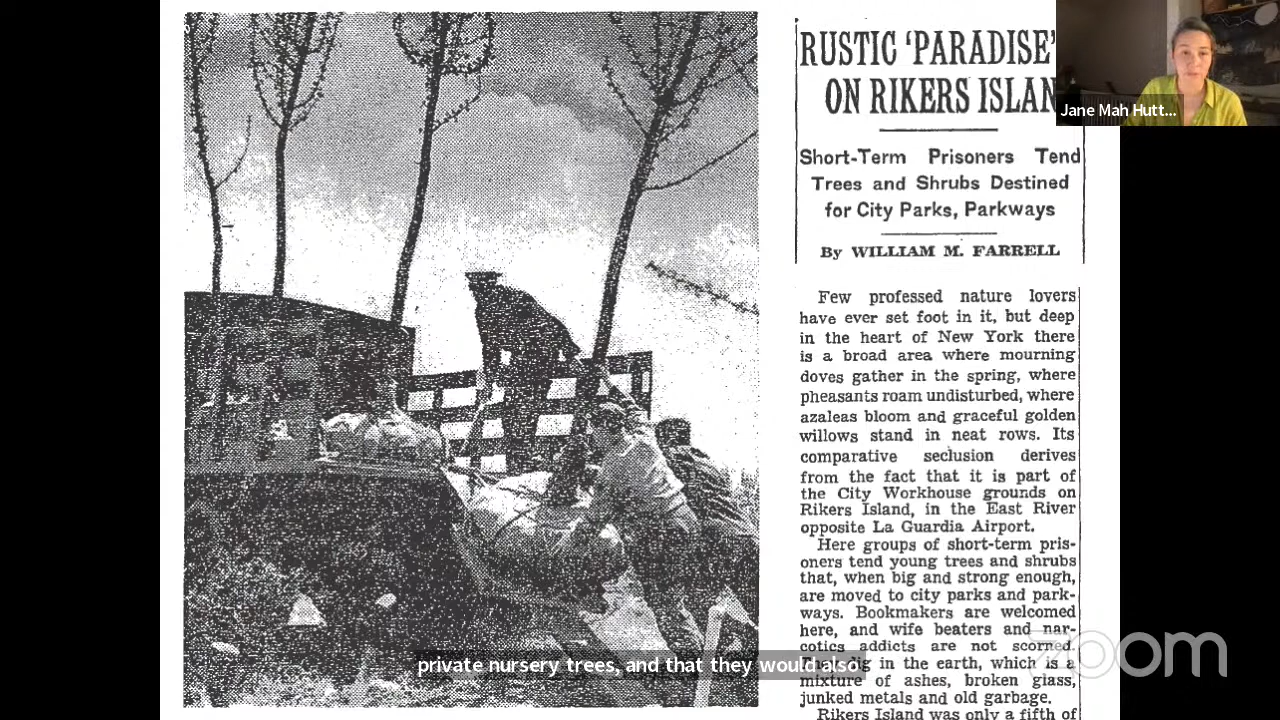 RUSTIC 'PARADISE'
ON RIKERS ISLAN
Short-Term Prisoners Tend
Trees and Shrubs Destined
for City Parks, Parkways
By WILLIAM M. FARRELL
Few professed nature lovers
have ever set foot in it, but deep
in the heart of New York there
is a broad area where mourning
doves gather in the spring, where
pheasants roam undisturbed, where
azaleas bloom and graceful golden
willows stand in neat rows. Its
comparative seclusion derives
from the fact that it is part of
the City Workhouse grounds on
Rikers Island, in the East River
opposite La Guardia Airport.
Here groups of short-term pris-
oners tend young trees and shrubs
that, when big and strong enough,
are moved to city parks and park-
ways. Bookmakers are welcomed
here, and wife beaters and nar-
cotics addicts are not scorned.
in the earth, which is a
mixture of ashes, broken glass,
junked metals and old garbage.
Rikers Island was only a fifth of
Jane Mah Hutt...
private nursery trees, and that they would also
zoom